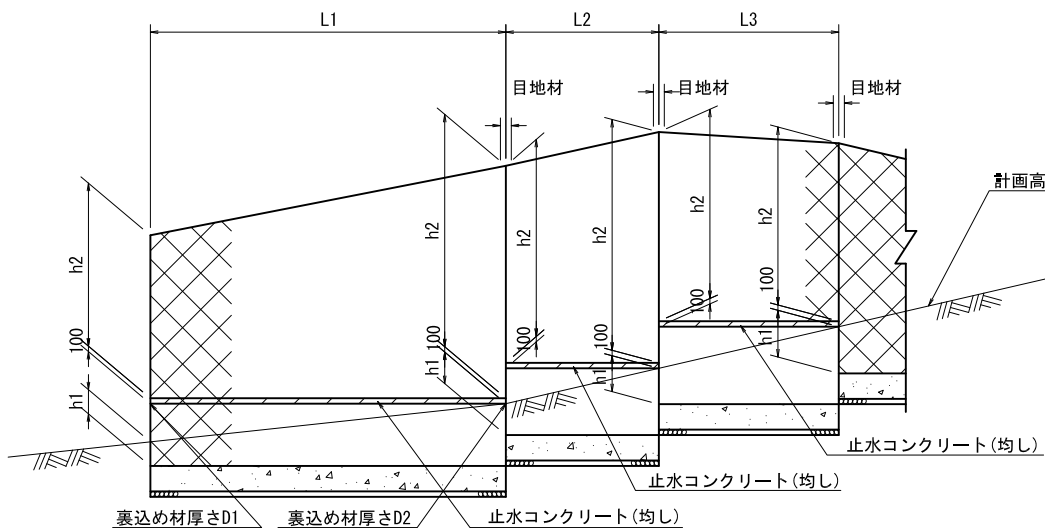 L1
L2
L3
目地材
目地材
目地材
計画高
h2
100
h1
h2
100
h1
h2
100
h2
100
h1
h2
100
h2
100
h1
止水コンクリート(均し)
止水コンクリート(均し)
裏込め材厚さD1
裏込め材厚さD2
止水コンクリート(均し)